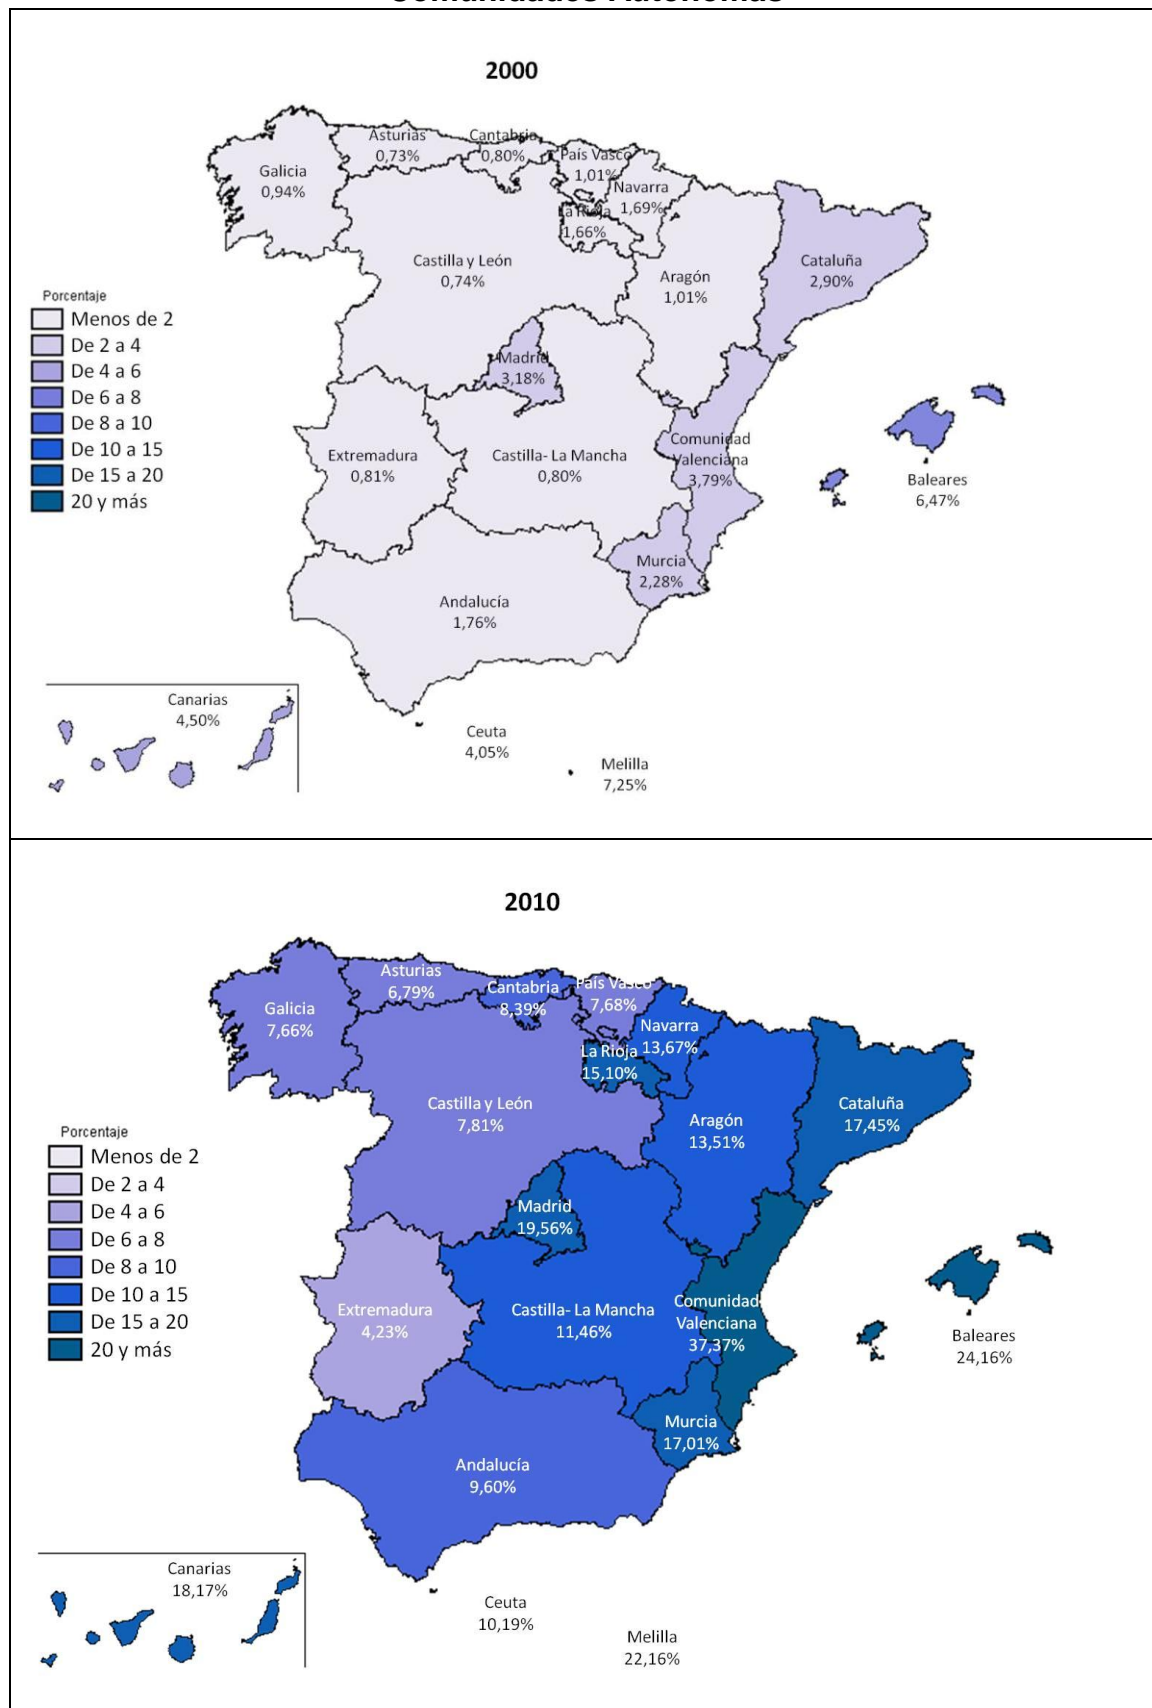 Comunidades Autónomas
2000
Asturias
0,73%
Cantabria
0,80%
País Vasco
1,01%
Galicia
0,94%
Navarra
1,69%
La Rioja
1,66%
Castilla y León
0,74%
Aragón
1,01%
Cataluña
2,90%
Porcentaje
Menos de 2
De 2 a 4
De 4 a 6
De 6 a 8
De 8 a 10
De 10 a 15
De 15 a 20
20 y más
Madrid
3,18%
Comunidad
Valenciana
3,79%
Extremadura
0,81%
Castilla- La Mancha
0,80%
Baleares
6,47%
Murcia
2,28%
Andalucía
1,76%
Canarias
4,50%
Ceuta
4,05%
Melilla
7,25%
2010
Asturias
6,79%
Cantabria
8,39%
País Vasco
7,68%
Galicia
7,66%
Navarra
13,67%
La Rioja
15,10%
Castilla y León
7,81%
Aragón
13,51%
Cataluña
17,45%
Porcentaje
Menos de 2
De 2 a 4
De 4 a 6
De 6 a 8
De 8 a 10
De 10 a 15
De 15 a 20
20 y más
Madrid
19,56%
Extremadura
4,23%
Castilla- La Mancha
11,46%
Comunidad
Valenciana
37,37%
Baleares
24,16%
Murcia
17,01%
Andalucía
9,60%
Canarias
18,17%
Ceuta
10,19%
Melilla
22,16%